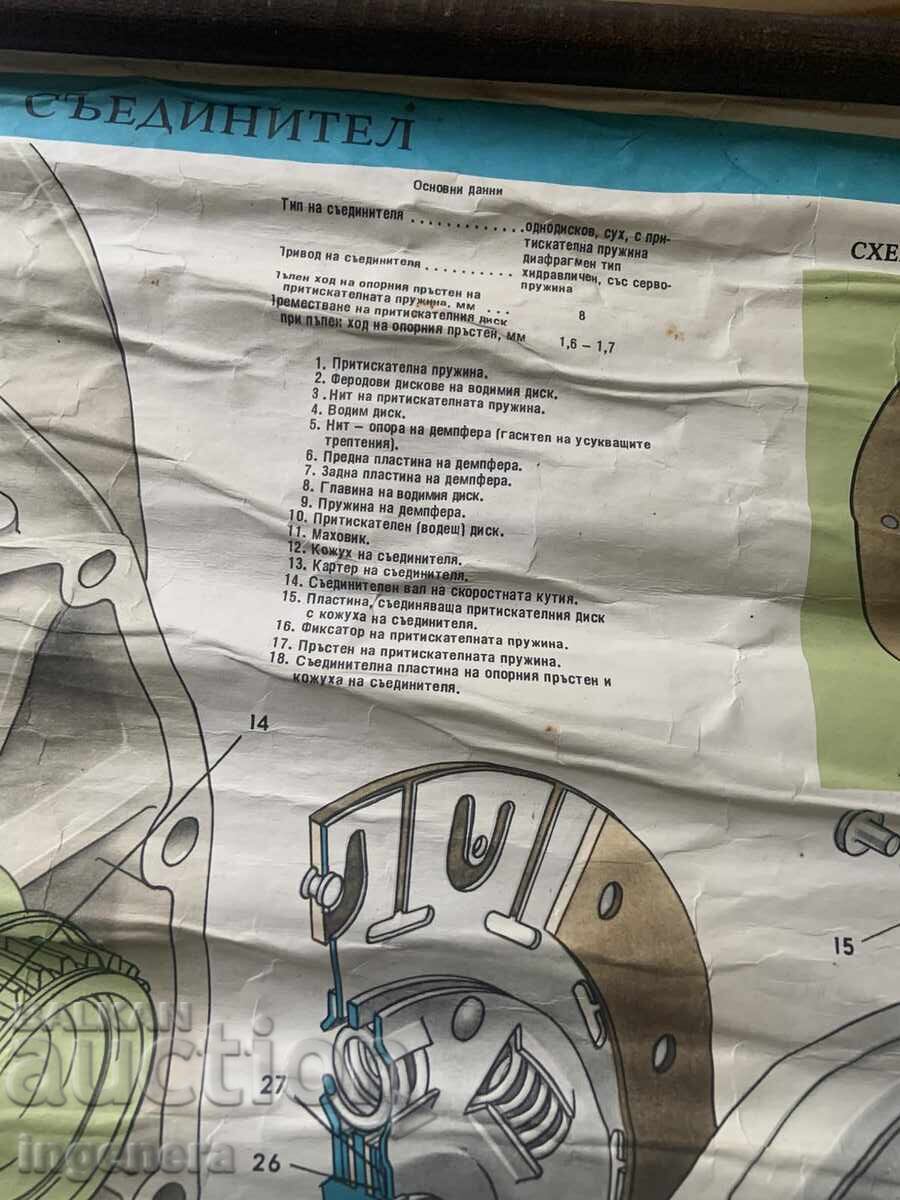 СЪЕДИНИТЕЛ
Основни данни
Тип на съединителя . . . . . . . . . . . . . однодисков, сух, с при-
тискателна пружина
диафрагмен тип
Привод на съединителя . . . . . . . . . . хидравличен, със серво-
пружина
Пълен ход на опорния пръстен на
притискателната пружина, мм . . . 8
Преместване на притискателния диск
при пълен ход на опорния пръстен, мм 1,6 – 1,7
1. Притискателна пружина.
2. Феродови дискове на водимия диск.
3. Нит на притискателната пружина.
4. Водим диск.
5. Нит – опора на демпфера (гасител на усукващите
трептения).
6. Предна пластина на демпфера.
7. Задна пластина на демпфера.
8. Главина на водимия диск.
9. Пружина на демпфера.
10. Притискателен (водещ) диск.
11. Маховик.
12. Кожух на съединителя.
13. Картер на съединителя.
14. Съединителен вал на скоростната кутия.
15. Пластина, съединяваща притискателния диск
с кожуха на съединителя.
16. Фиксатор на притискателната пружина.
17. Пръстен на притискателната пружина.
18. Съединителна пластина на опорния пръстен и
кожуха на съединителя.
СХЕ
14
15
27
26
BALKAN
auction
ingenera